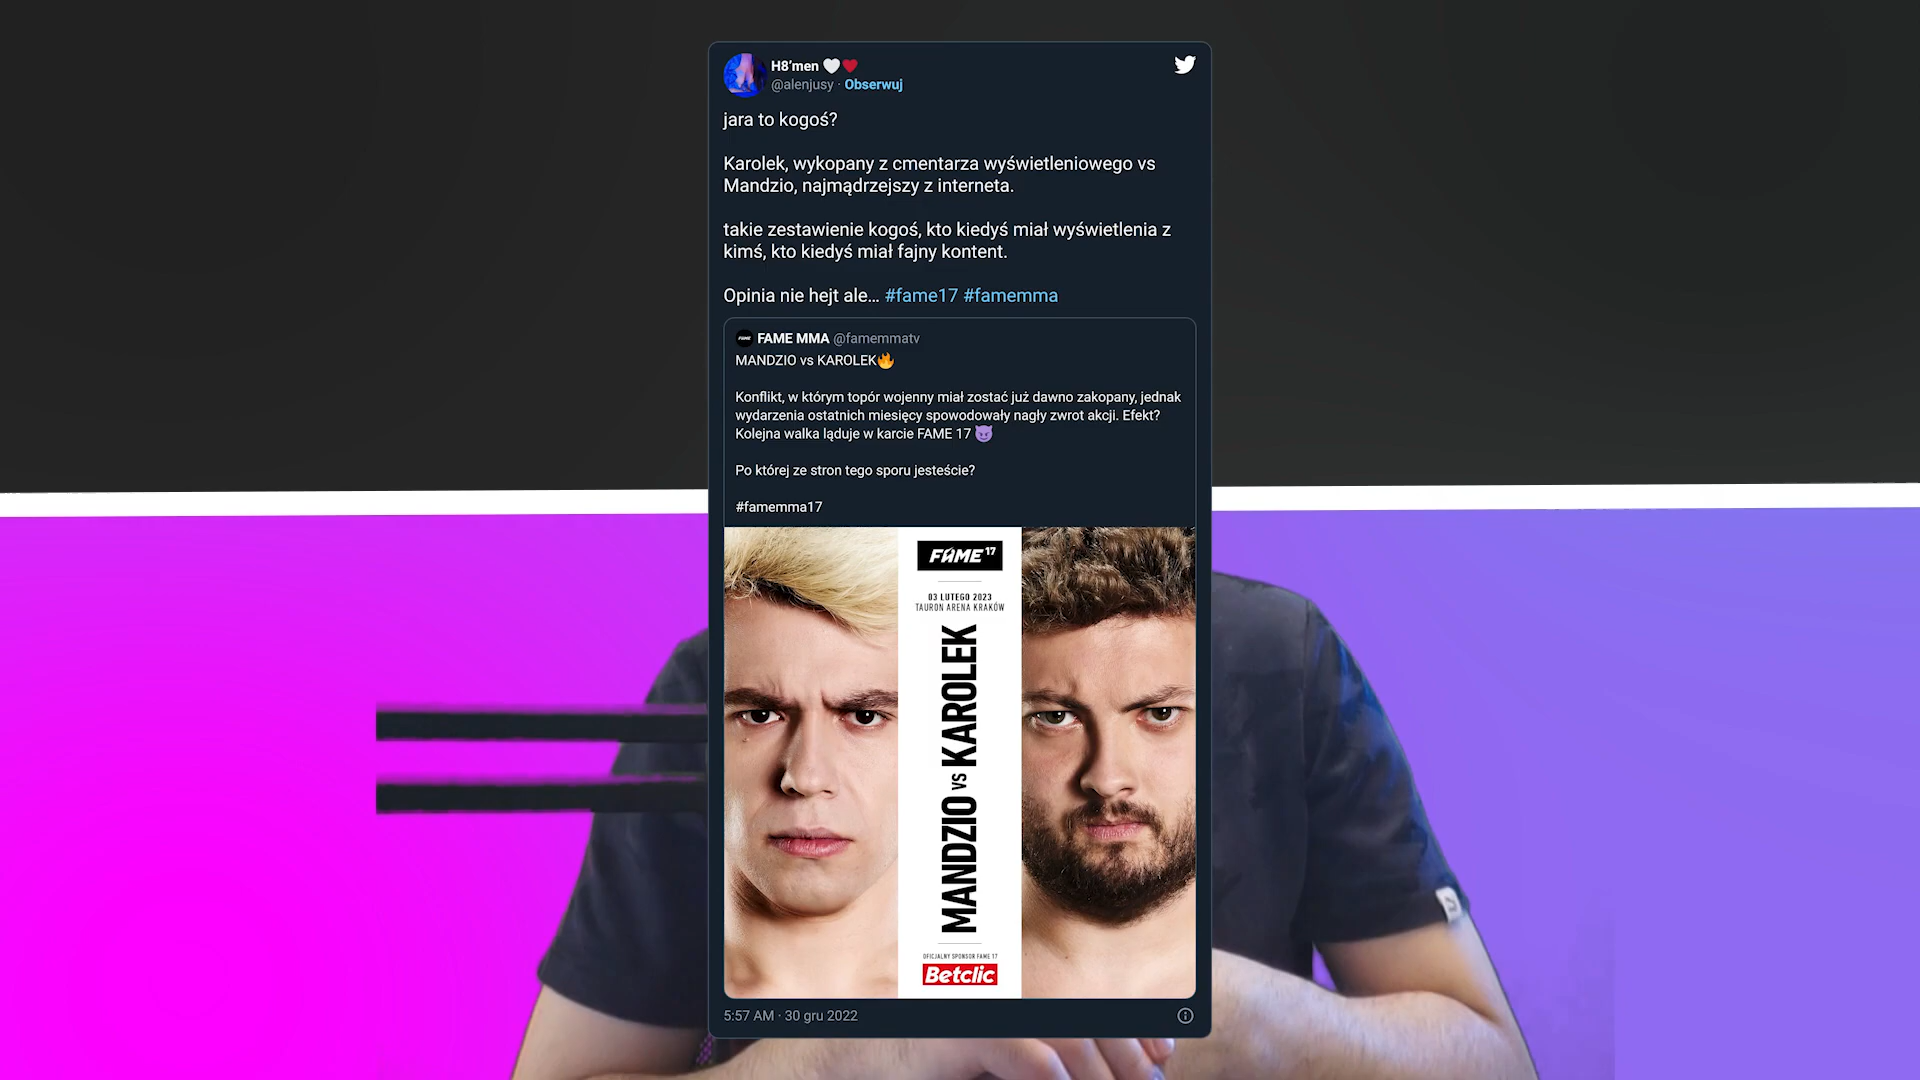 H8'men 🤍❤️
@alenjusy · Obserwuj
jara to kogoś?
Karolek, wykopany z cmentarza wyświetleniowego vs
Mandzio, najmądrzejszy z interneta.
takie zestawienie kogoś, kto kiedyś miał wyświetlenia z
kimś, kto kiedyś miał fajny kontent.
Opinia nie hejt ale... #fame17 #famemma
FAME MMA @famemmatv
MANDZIO vs KAROLEK🔥
Konflikt, w którym topór wojenny miał zostać już dawno zakopany, jednak
wydarzenia ostatnich miesięcy spowodowały nagły zwrot akcji. Efekt?
Kolejna walka ląduje w karcie FAME 17 😈
Po której ze stron tego sporu jesteście?
#famemma17
FAME 17
03 LUTEGO 2023
TAURON ARENA KRAKÓW
MANDZIO VS KAROLEK
OFICJALNY SPONSOR FAME 17
Betclic
5:57 AM · 30 gru 2022